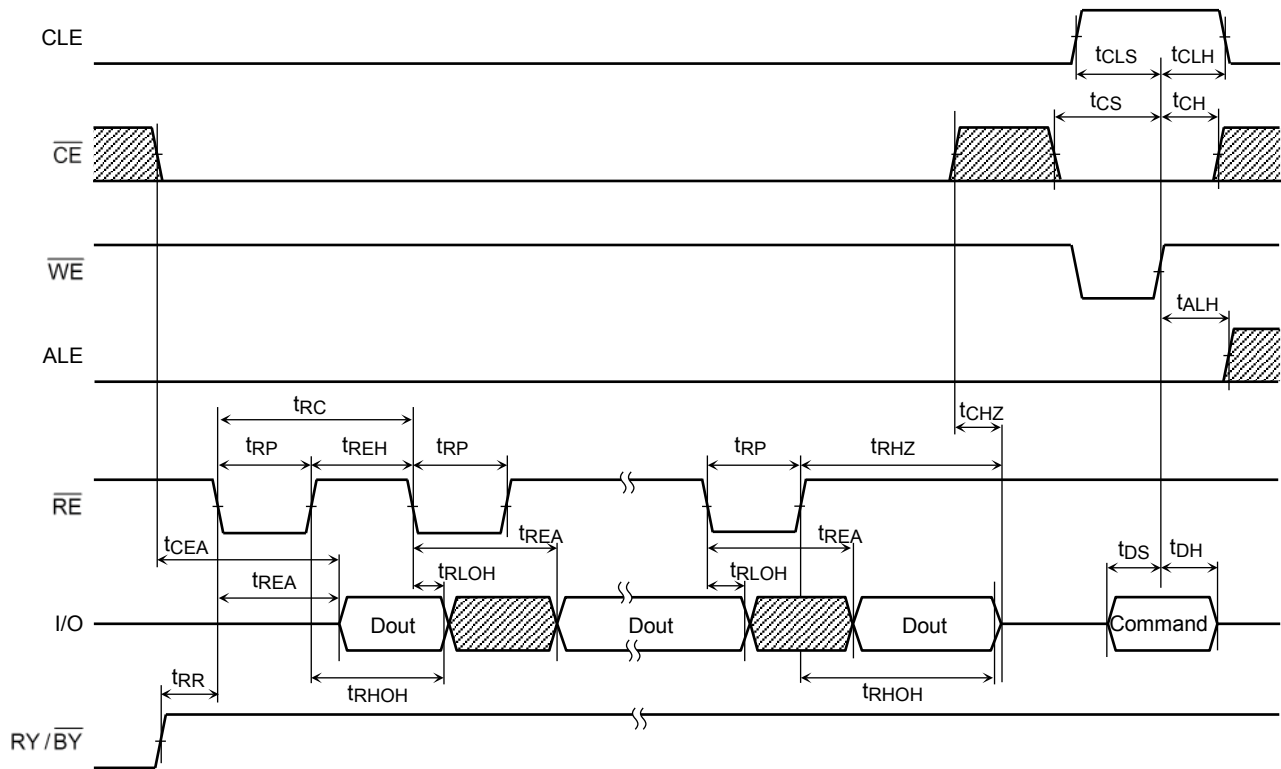 CLE
tCLS tCLH
tCS tCH
CE
WE
tALH
ALE
tRC
tCHZ
tRP tREH tRP tRP tRHZ
RE
tCEA tREA tREA tDS tDH
tREA tRLOH tRLOH
I/O Dout Dout Dout Command
tRR tRHOH tRHOH
RY/BY